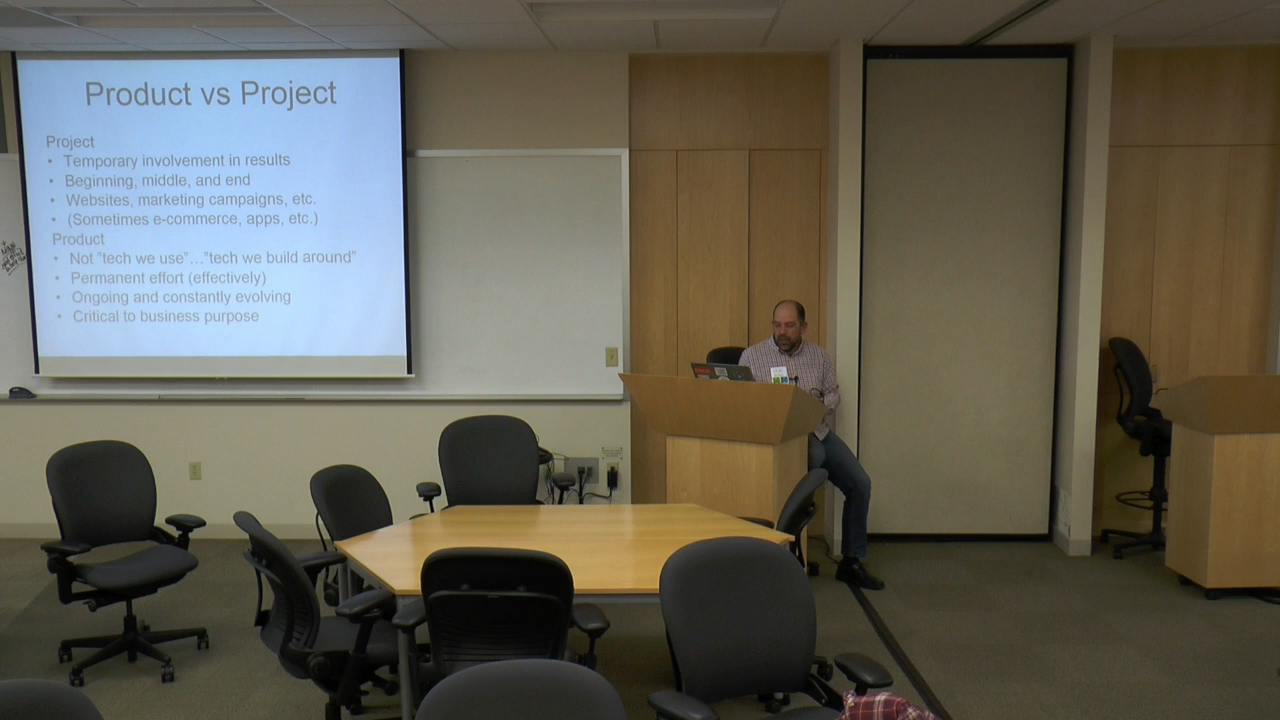 Product vs Project
Project
• Temporary involvement in results
• Beginning, middle, and end
• Websites, marketing campaigns, etc.
• (Sometimes e-commerce, apps, etc.)
Product
• Not "tech we use"…"tech we build around"
• Permanent effort (effectively)
• Ongoing and constantly evolving
• Critical to business purpose